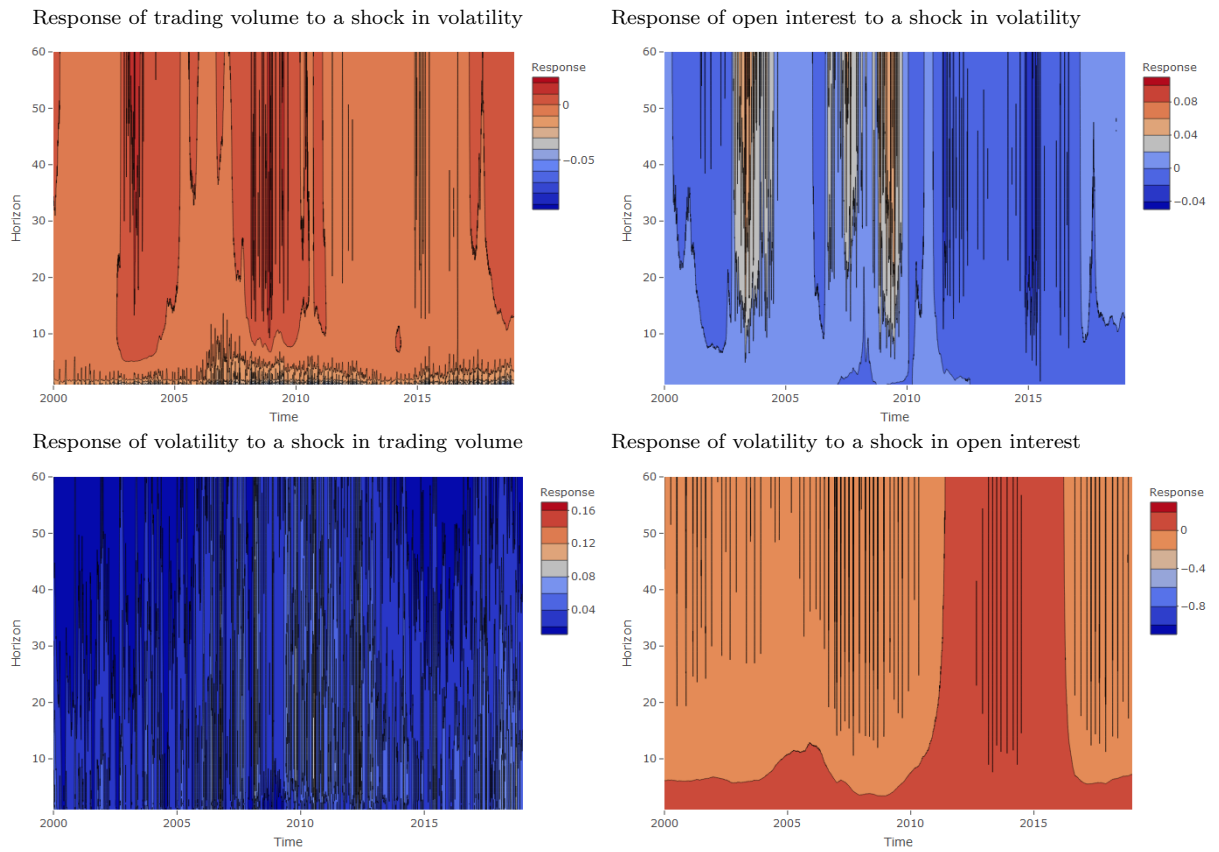 Response of trading volume to a shock in volatility
Response of open interest to a shock in volatility
60
50
40
30
20
10
Horizon
2000 2005 2010 2015
Time
Response
0
−0.05
60
50
40
30
20
10
Horizon
2000 2005 2010 2015
Time
Response
0.08
0.04
0
−0.04
Response of volatility to a shock in trading volume
Response of volatility to a shock in open interest
60
50
40
30
20
10
Horizon
2000 2005 2010 2015
Time
Response
0.16
0.12
0.08
0.04
60
50
40
30
20
10
Horizon
2000 2005 2010 2015
Time
Response
0
−0.4
−0.8